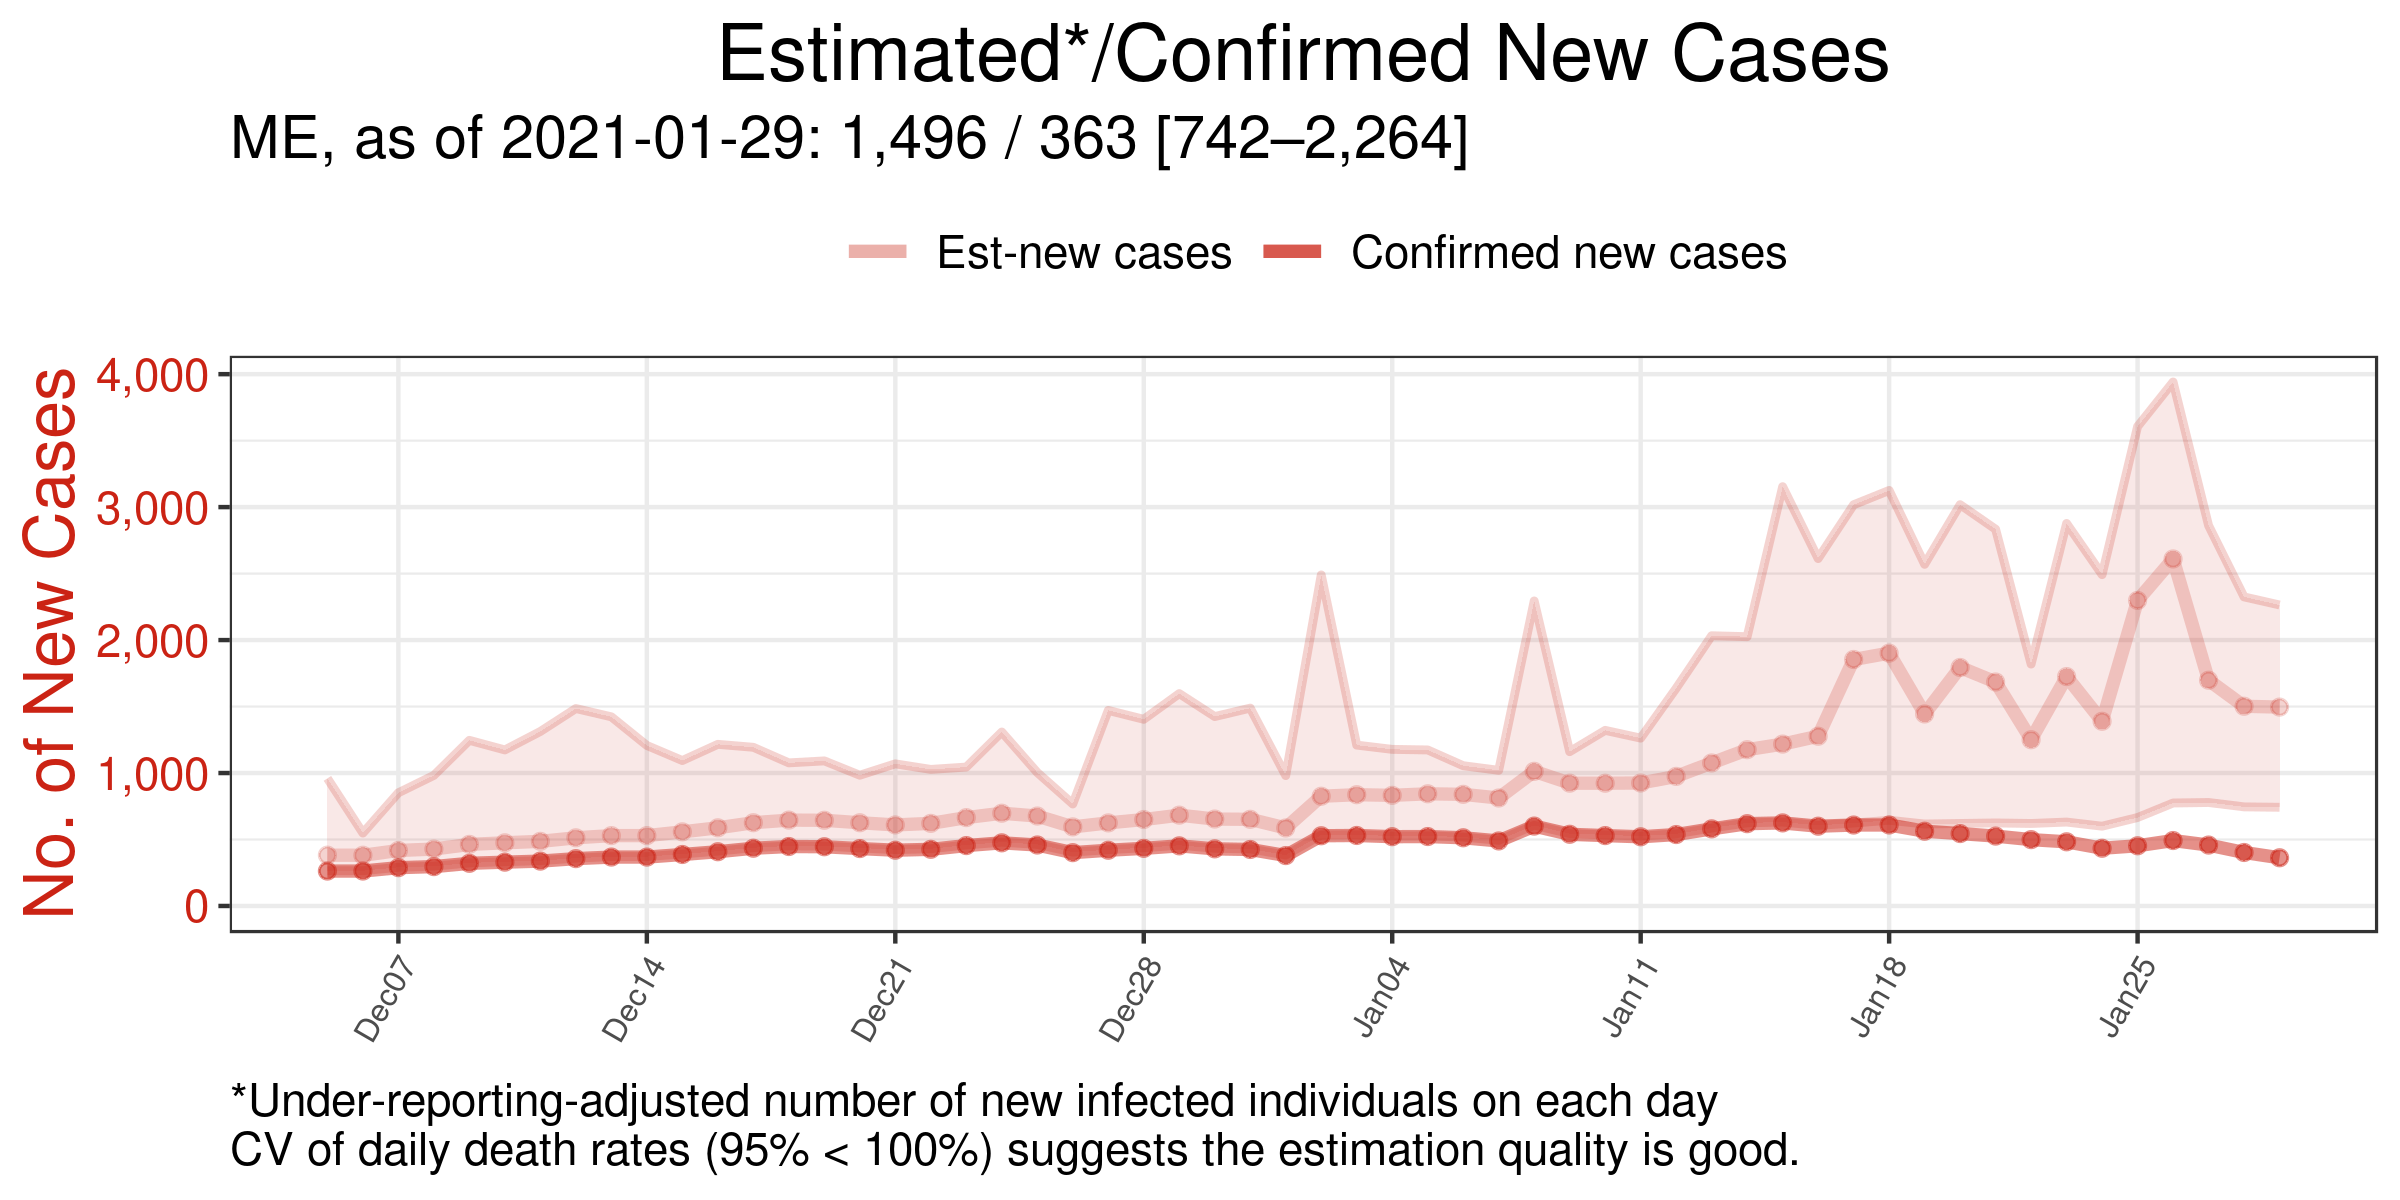 Estimated*/Confirmed New Cases
ME, as of 2021-01-29: 1,496 / 363 [742–2,264]
Est-new cases Confirmed new cases
No. of New Cases
4,000
3,000
2,000
1,000
0
Dec07 Dec14 Dec21 Dec28 Jan04 Jan11 Jan18 Jan25
*Under-reporting-adjusted number of new infected individuals on each day
CV of daily death rates (95% < 100%) suggests the estimation quality is good.